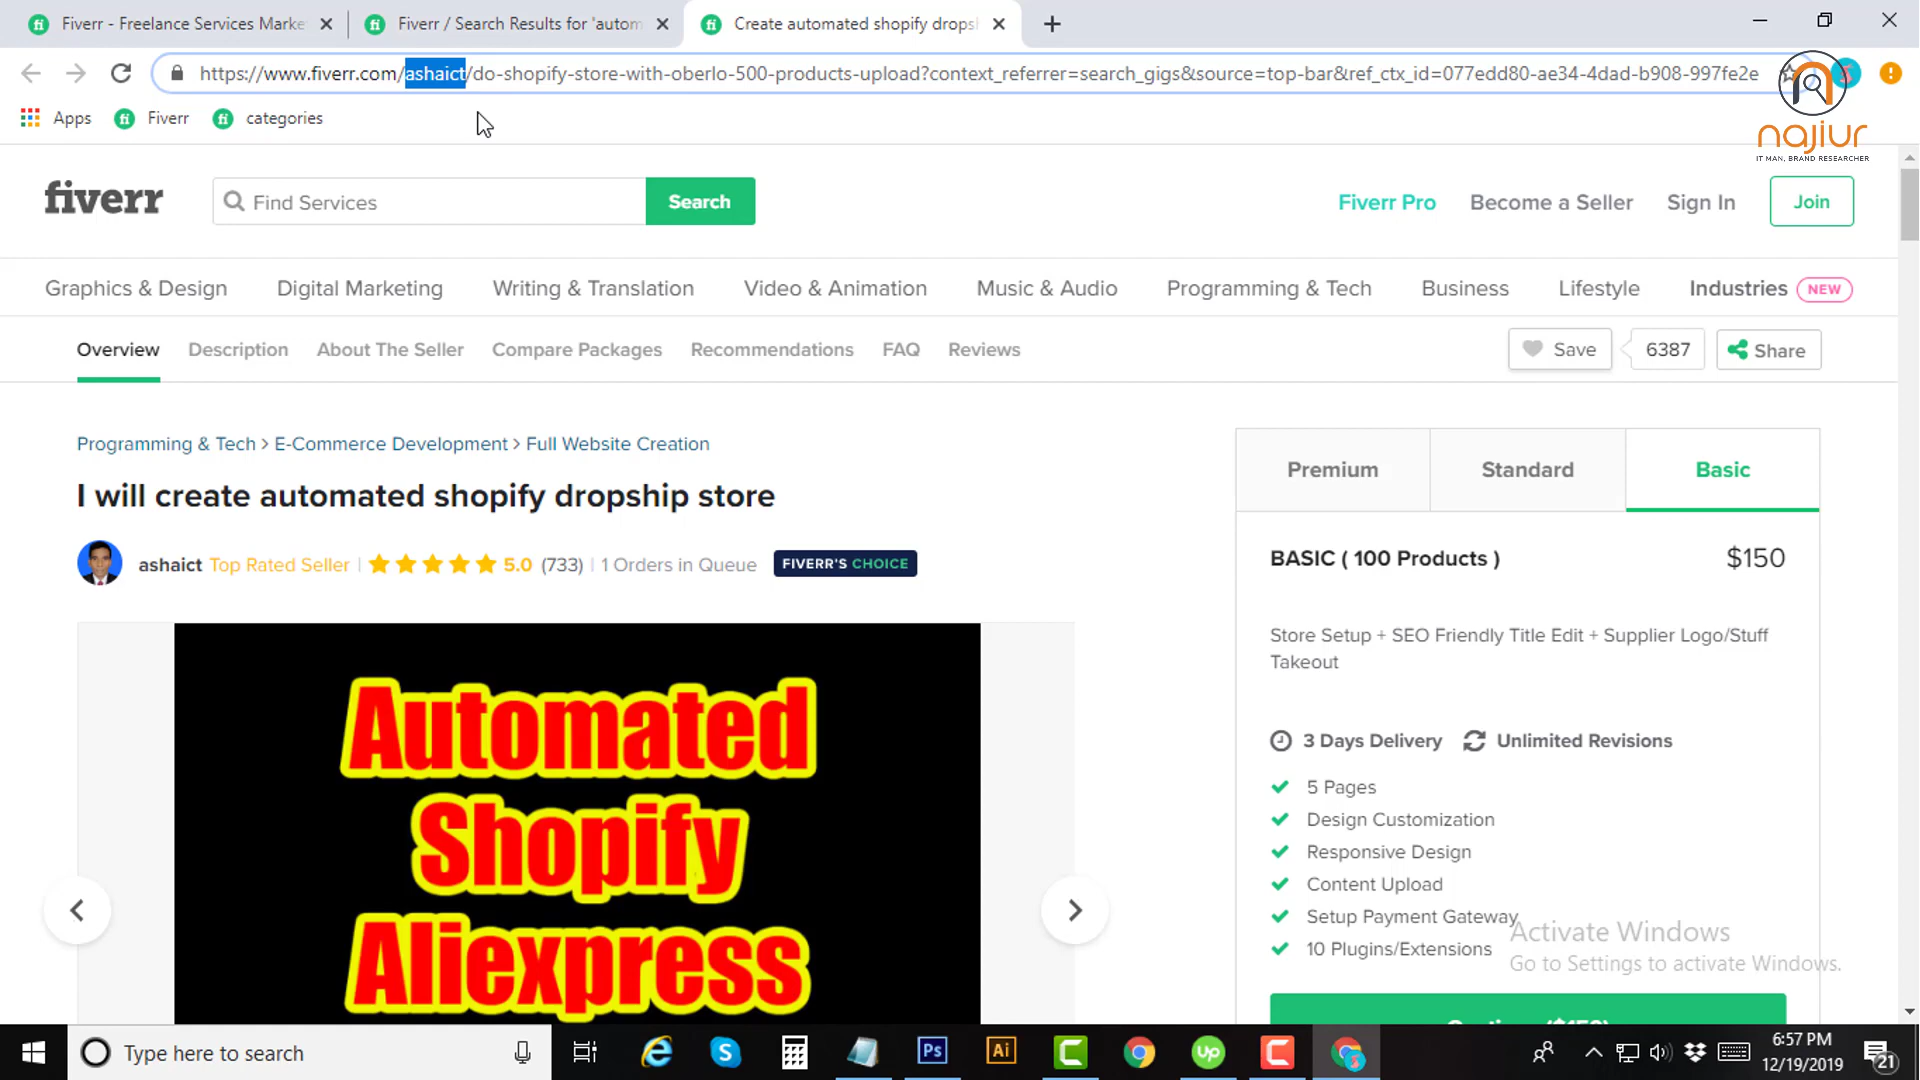 Fiverr - Freelance Services Marke
Fiverr / Search Results for 'autom
Create automated shopify drops
https://www.fiverr.com/ashaict/do-shopify-store-with-oberlo-500-products-upload?context_referrer=search_gigs&source=top-bar&ref_ctx_id=077edd80-ae34-4dad-b908-997fe2e
Apps
Fiverr
categories
najiur
IT MAN, BRAND RESEARCHER
fiverr
Find Services
Search
Fiverr Pro
Become a Seller
Sign In
Join
Graphics & Design
Digital Marketing
Writing & Translation
Video & Animation
Music & Audio
Programming & Tech
Business
Lifestyle
Industries NEW
Overview
Description
About The Seller
Compare Packages
Recommendations
FAQ
Reviews
Save
6387
Share
Programming & Tech > E-Commerce Development > Full Website Creation
I will create automated shopify dropship store
ashaict Top Rated Seller | 5.0 (733) | 1 Orders in Queue FIVERR'S CHOICE
Automated
Shopify
Aliexpress
Premium
Standard
Basic
BASIC ( 100 Products ) $150
Store Setup + SEO Friendly Title Edit + Supplier Logo/Stuff
Takeout
3 Days Delivery Unlimited Revisions
5 Pages
Design Customization
Responsive Design
Content Upload
Setup Payment Gateway
10 Plugins/Extensions
Activate Windows
Go to Settings to activate Windows.
Type here to search
Ps
Ai
Up
6:57 PM
12/19/2019
21